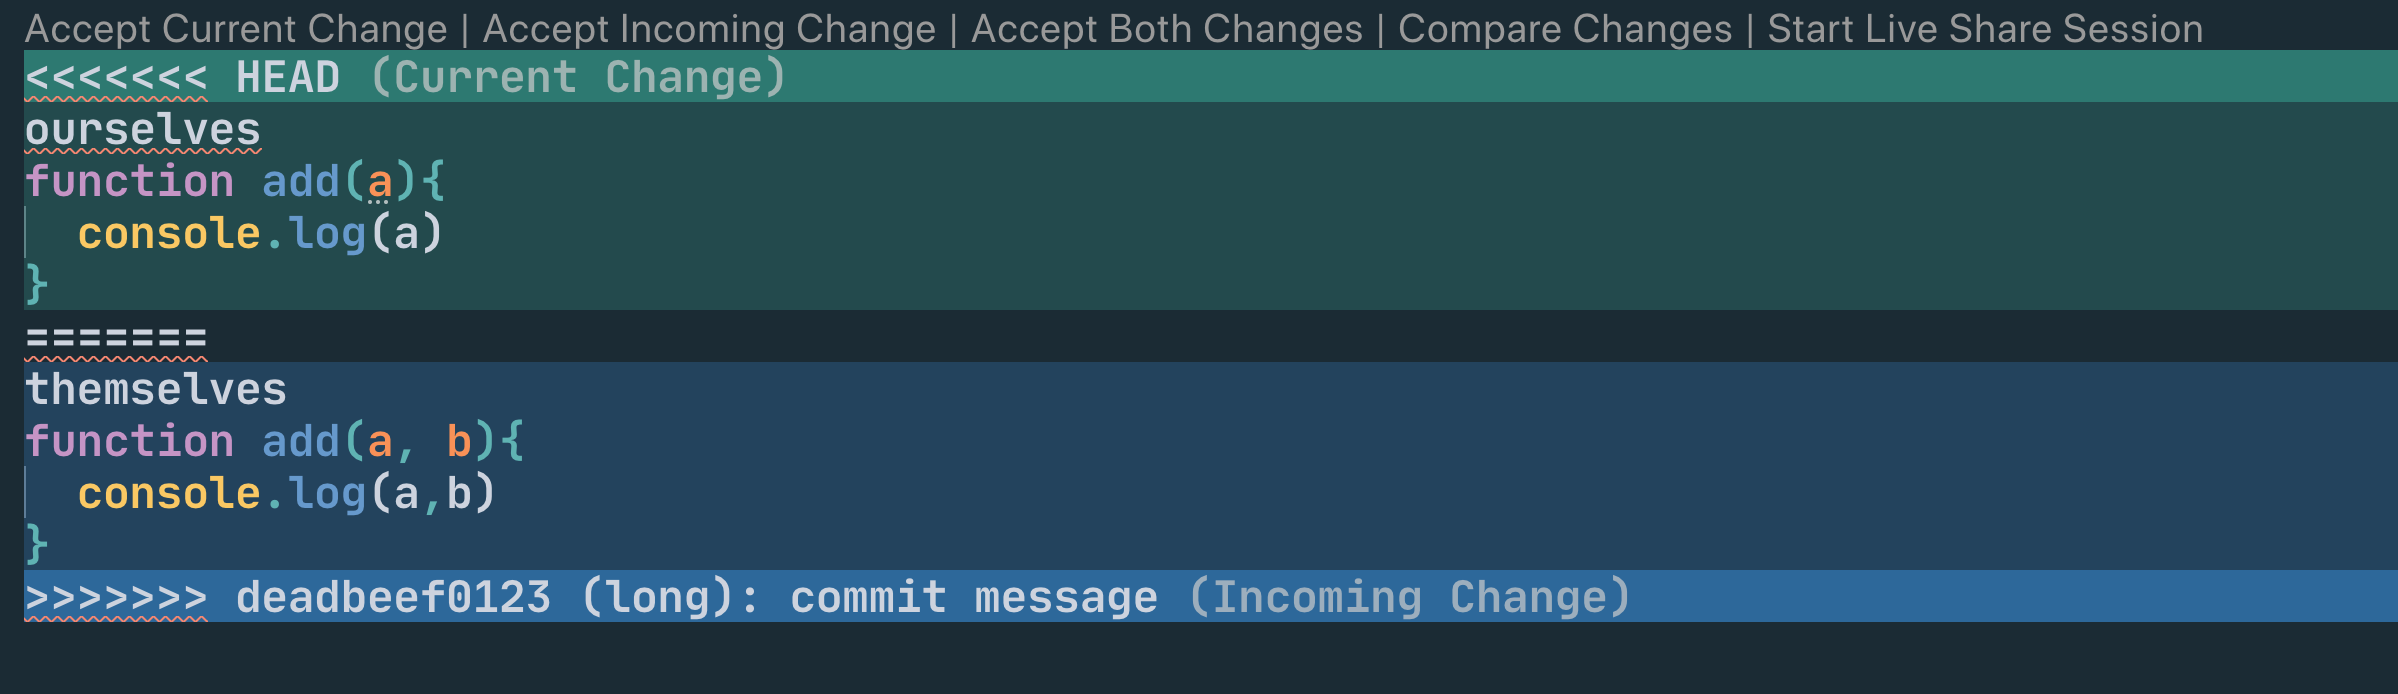 Accept Current Change | Accept Incoming Change | Accept Both Changes | Compare Changes | Start Live Share Session
<<<<<<< HEAD (Current Change)
ourselves
function add(a){
  console.log(a)
}
=======
themselves
function add(a, b){
  console.log(a,b)
}
>>>>>>> deadbeef0123 (long): commit message (Incoming Change)